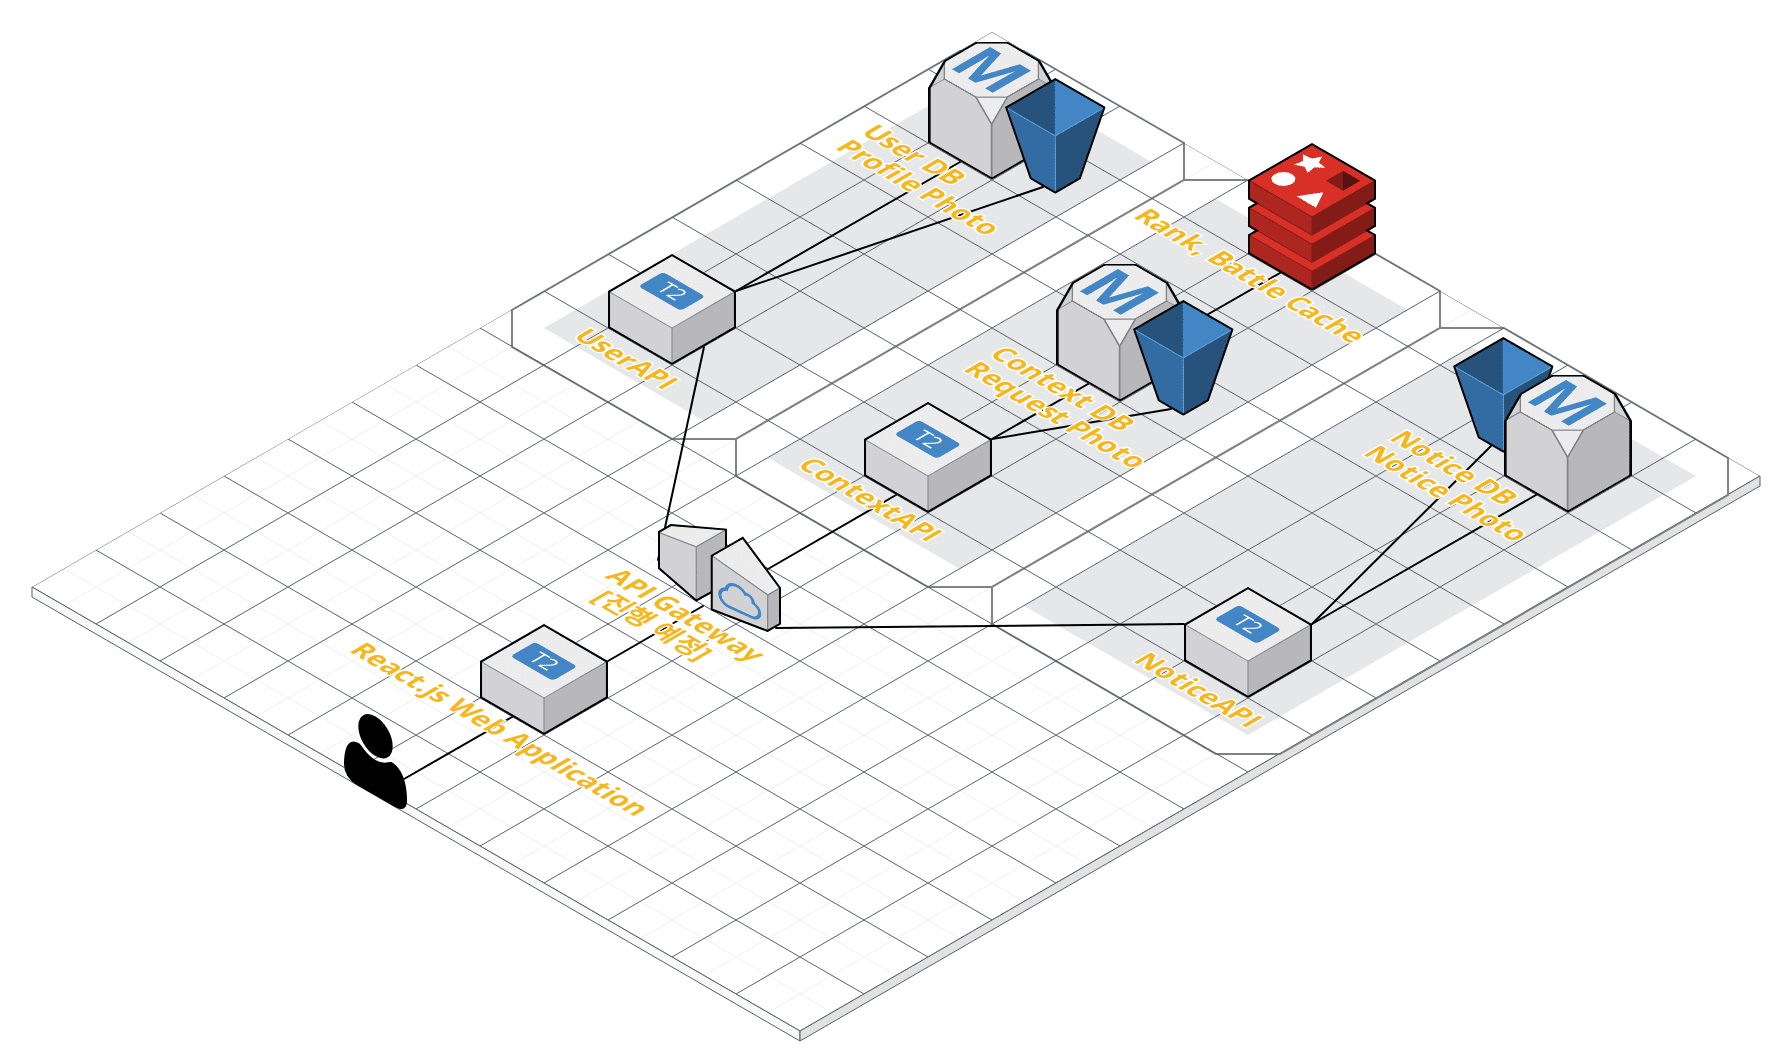 M
User DB
Profile Photo
Rank, Battle Cache
T2
UserAPI
M
Context DB
Request Photo
M
Notice DB
Notice Photo
T2
ContextAPI
API Gateway
[진행 예정]
T2
NoticeAPI
T2
React.js Web Application